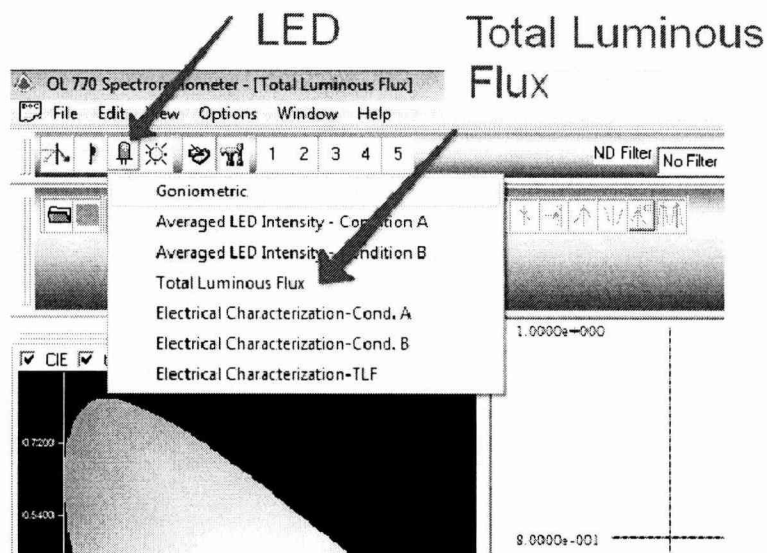 LED
Total Luminous
Flux
OL 770 Spectroradiometer - [Total Luminous Flux]
File Edit View Options Window Help
1 2 3 4 5
ND Filter No Filter
Goniometric
Averaged LED Intensity - Condition A
Averaged LED Intensity - Condition B
Total Luminous Flux
Electrical Characterization-Cond. A
Electrical Characterization-Cond. B
Electrical Characterization-TLF
CIE
1.0000e+000
0.7200
0.5400
8.0000e-001